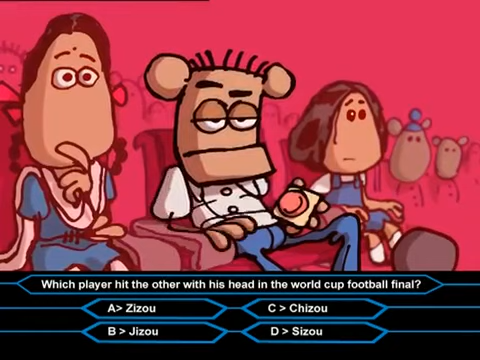 Which player hit the other with his head in the world cup football final?
A> Zizou
C > Chizou
B > Jizou
D > Sizou